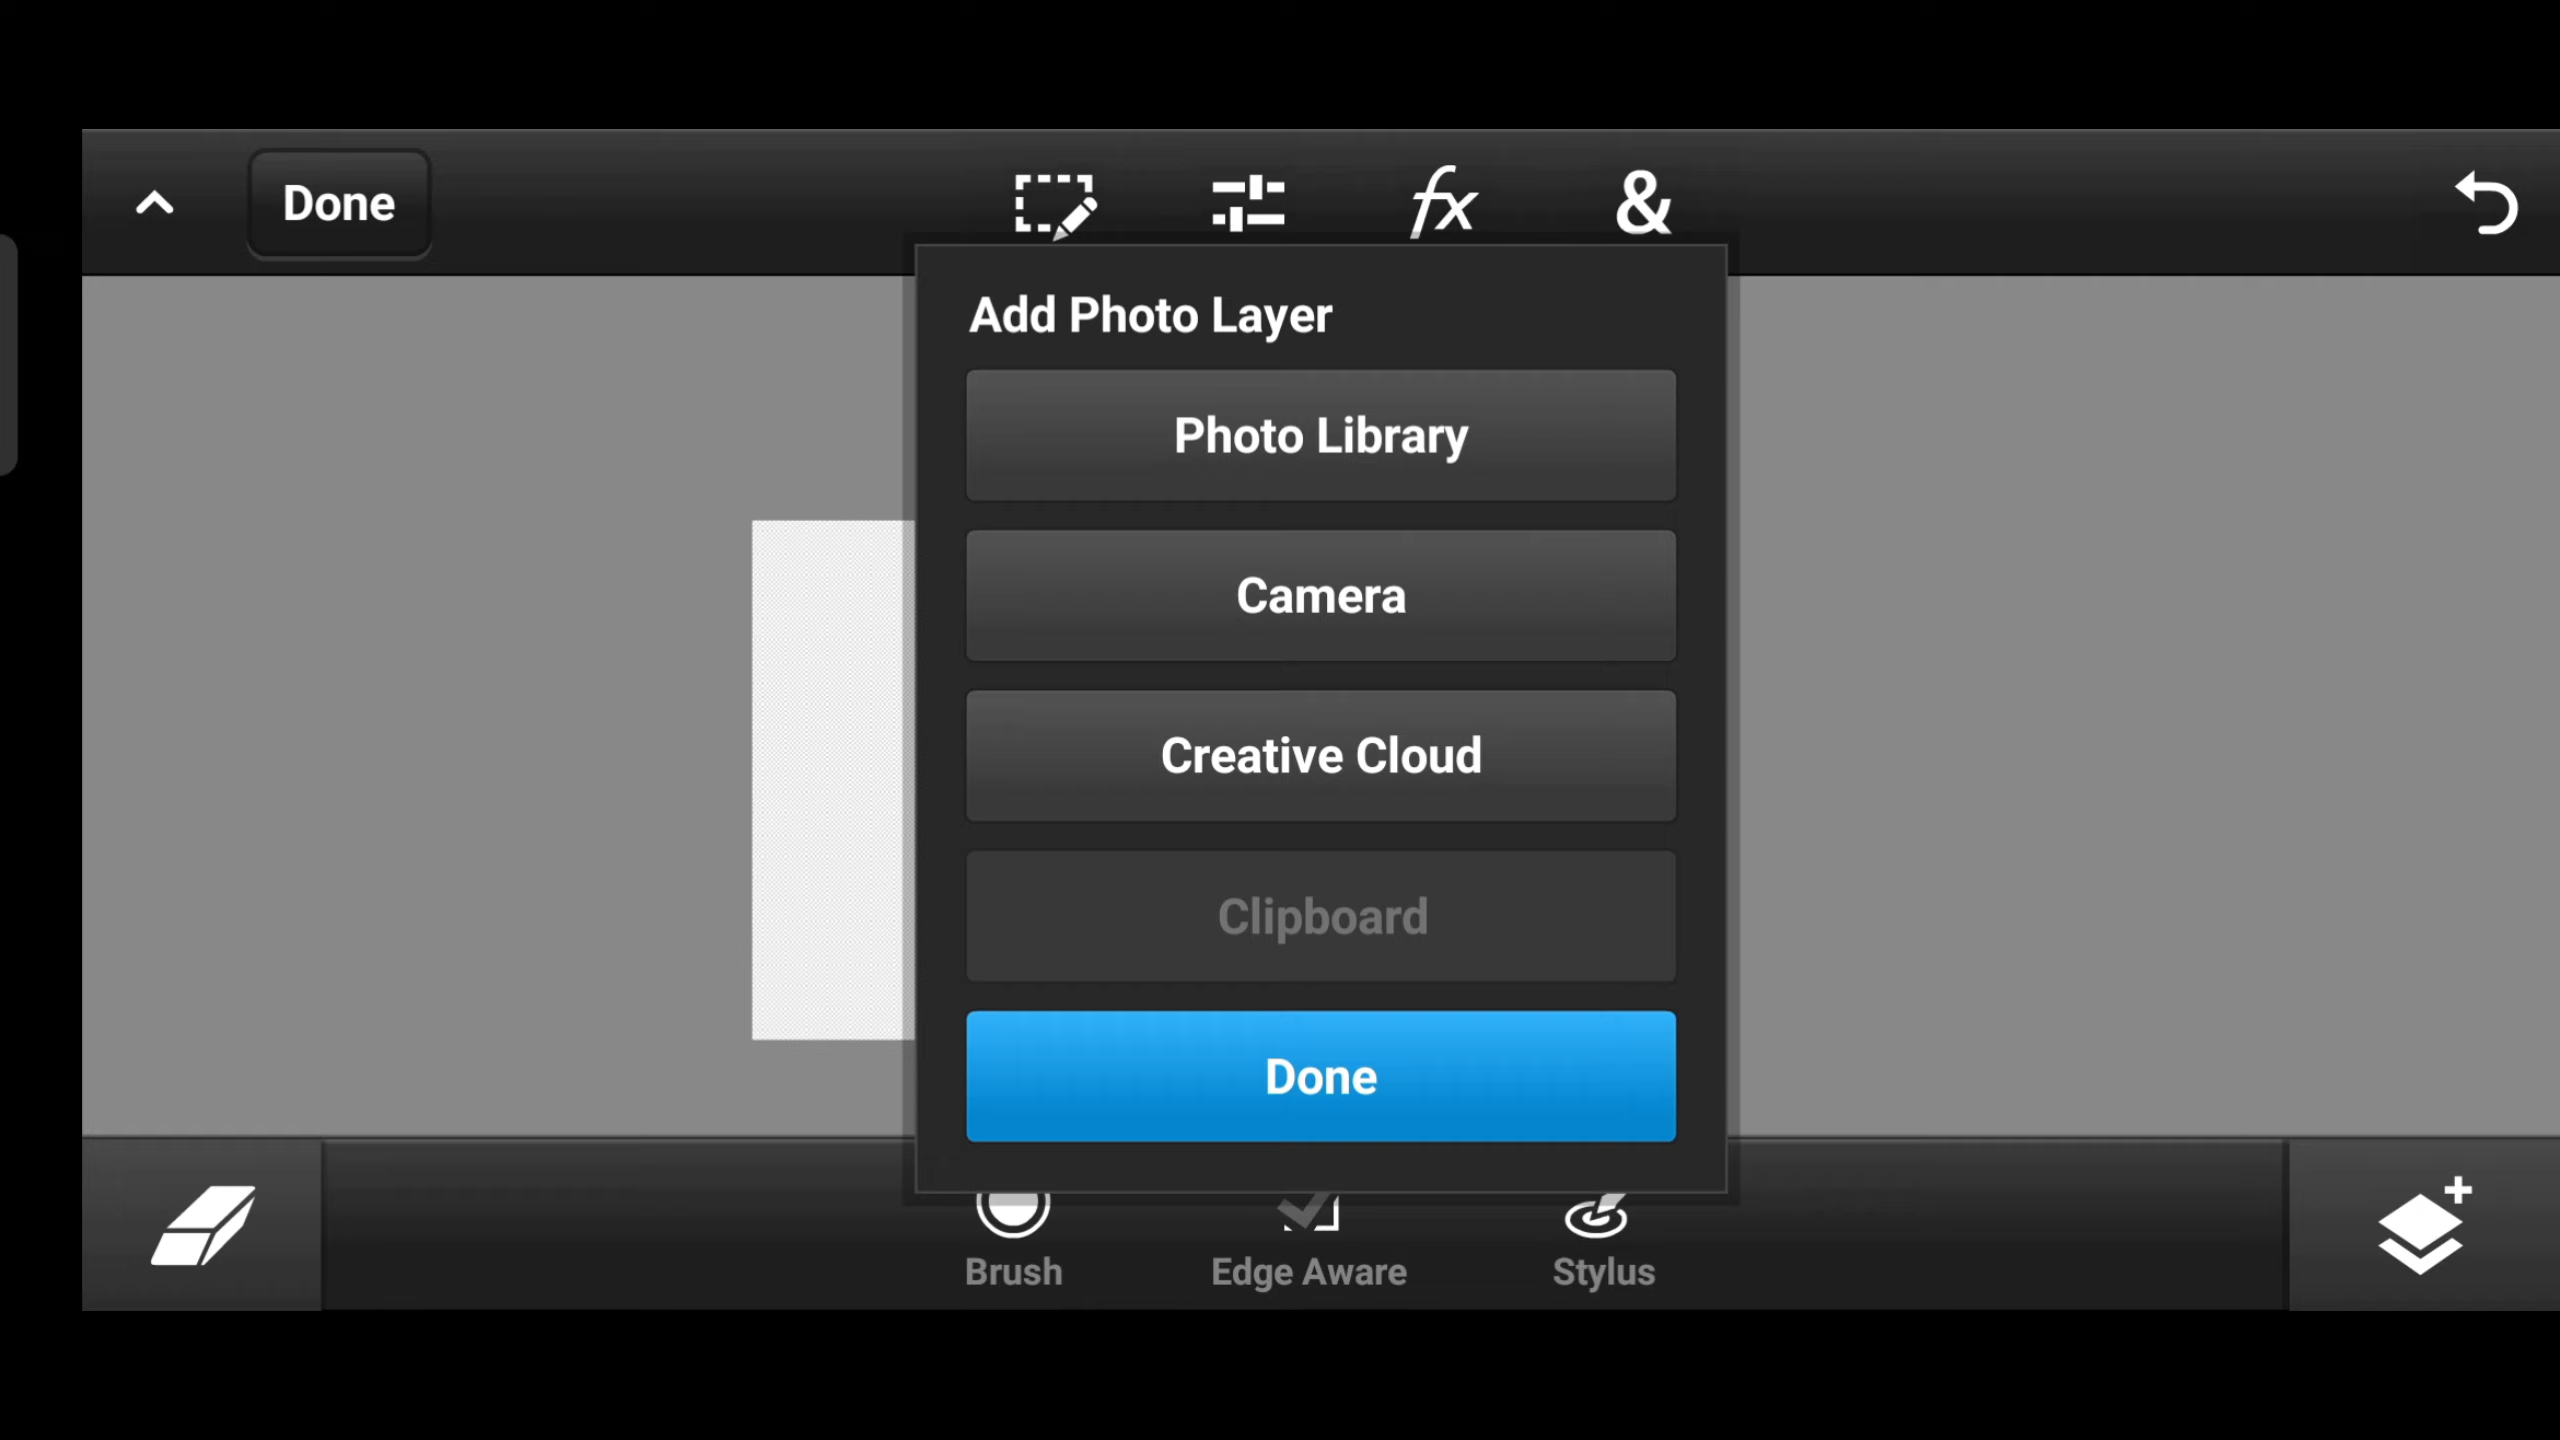 Done
fx
&
Add Photo Layer
Photo Library
Camera
Creative Cloud
Clipboard
Done
Brush
Edge Aware
Stylus